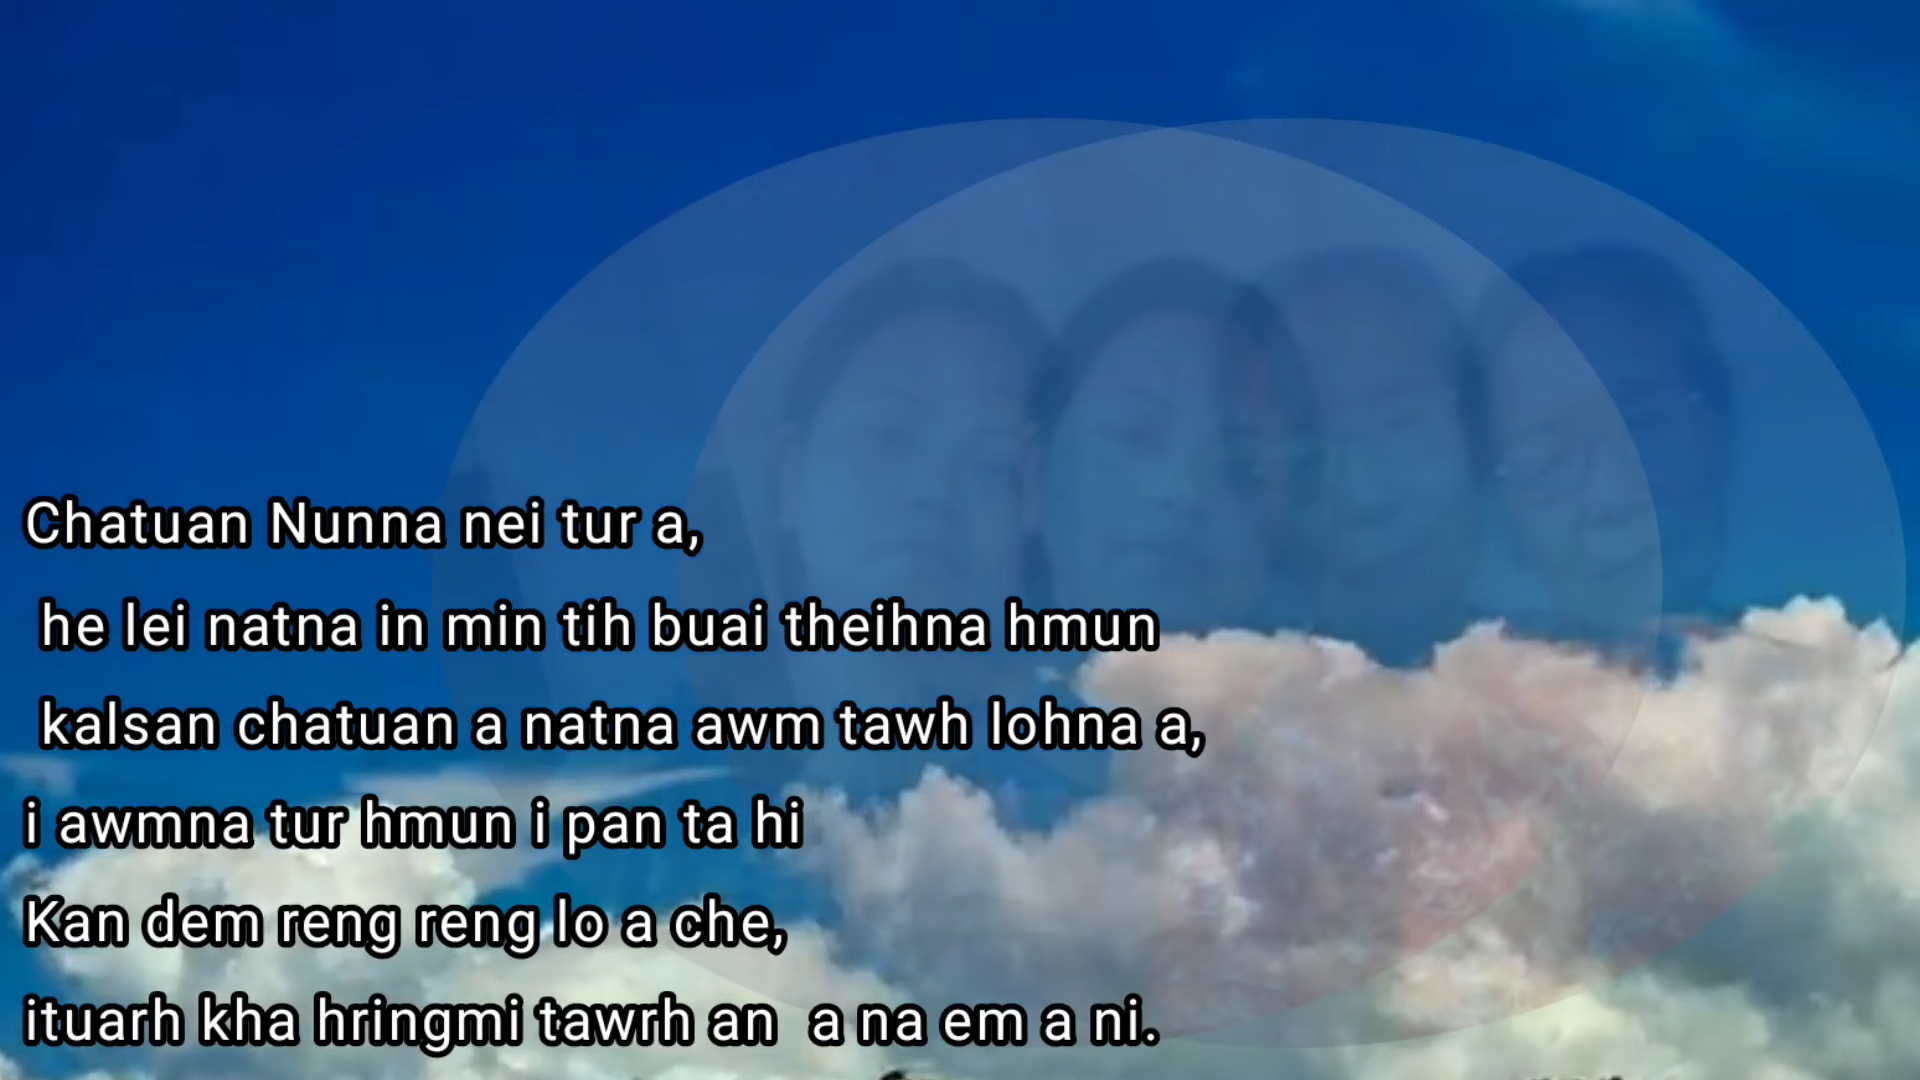 Chatuan Nunna nei tur a,
he lei natna in min tih buai theihna hmun
kalsan chatuan a natna awm tawh lohna a,
i awmna tur hmun i pan ta hi
Kan dem reng reng lo a che,
ituarh kha hringmi tawrh an a na em a ni.